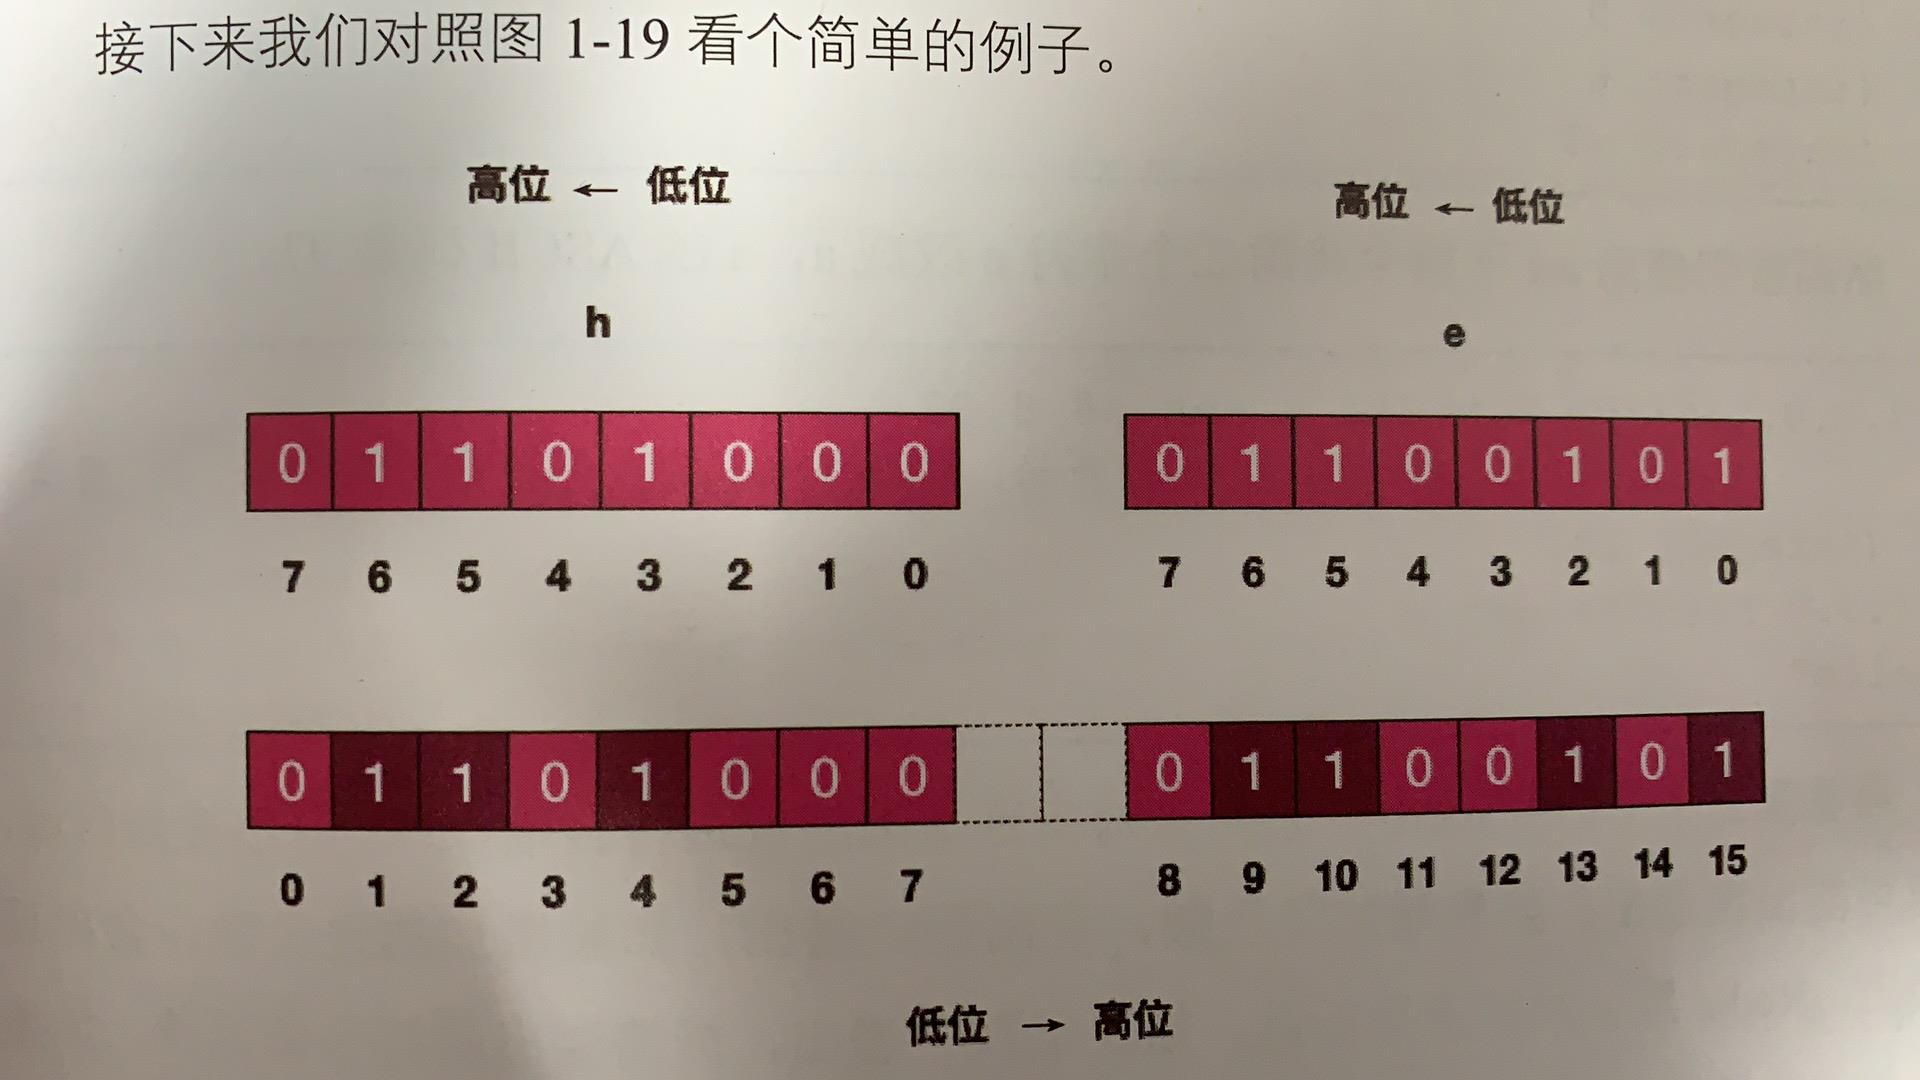 接下来我们对照图 1-19 看个简单的例子。
高位 ← 低位 高位 ← 低位
h e
0 1 1 0 1 0 0 0 0 1 1 0 0 1 0 1
7 6 5 4 3 2 1 0 7 6 5 4 3 2 1 0
0 1 1 0 1 0 0 0 0 1 1 0 0 1 0 1
0 1 2 3 4 5 6 7 8 9 10 11 12 13 14 15
低位 → 高位